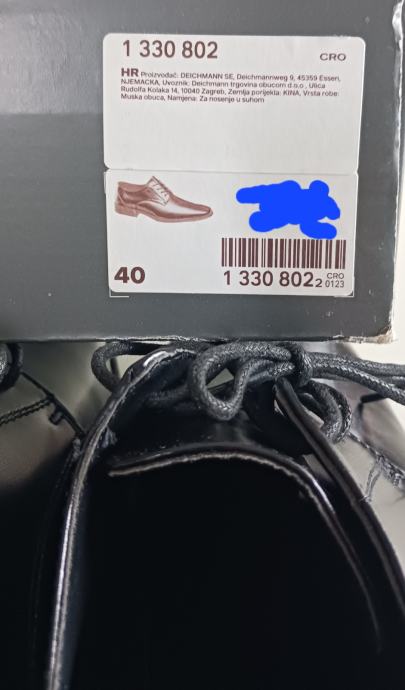 1 330 802
CRO
HR Proizvođač: DEICHMANN SE, Deichmannweg 9, 45359 Essen,
NJEMAČKA, Uvoznik: Deichmann trgovina obućom d.o.o., Ulica
Rudolfa Kolaka 14, 10040 Zagreb, Zemlja porijekla: KINA, Vrsta robe:
Muska obuca, Namjena: Za nosenje u suhom
40
1 330 802 2 CRO
0123